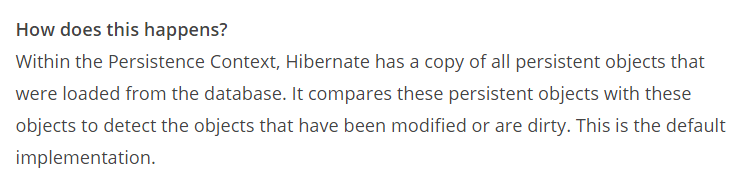 How does this happens?
Within the Persistence Context, Hibernate has a copy of all persistent objects that
were loaded from the database. It compares these persistent objects with these
objects to detect the objects that have been modified or are dirty. This is the default
implementation.